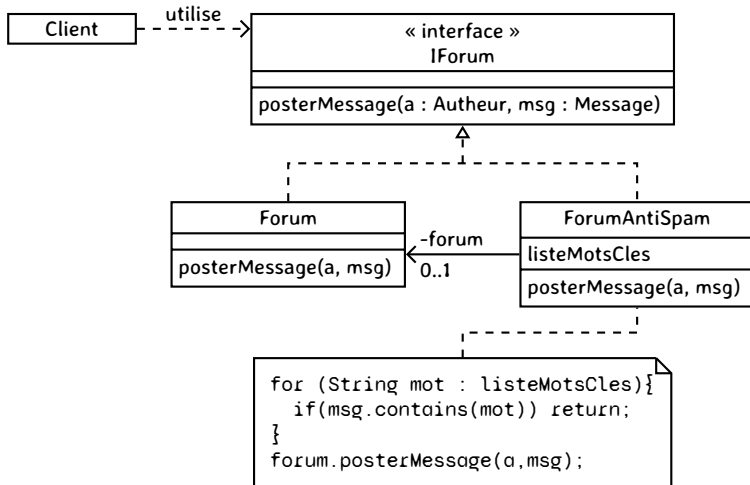 Client
utilise
« interface »
IForum
posterMessage(a : Autheur, msg : Message)
Forum
posterMessage(a, msg)
-forum
0..1
ForumAntiSpam
listeMotsCles
posterMessage(a, msg)
for (String mot : listeMotsCles){
if(msg.contains(mot)) return;
}
forum.posterMessage(a,msg);